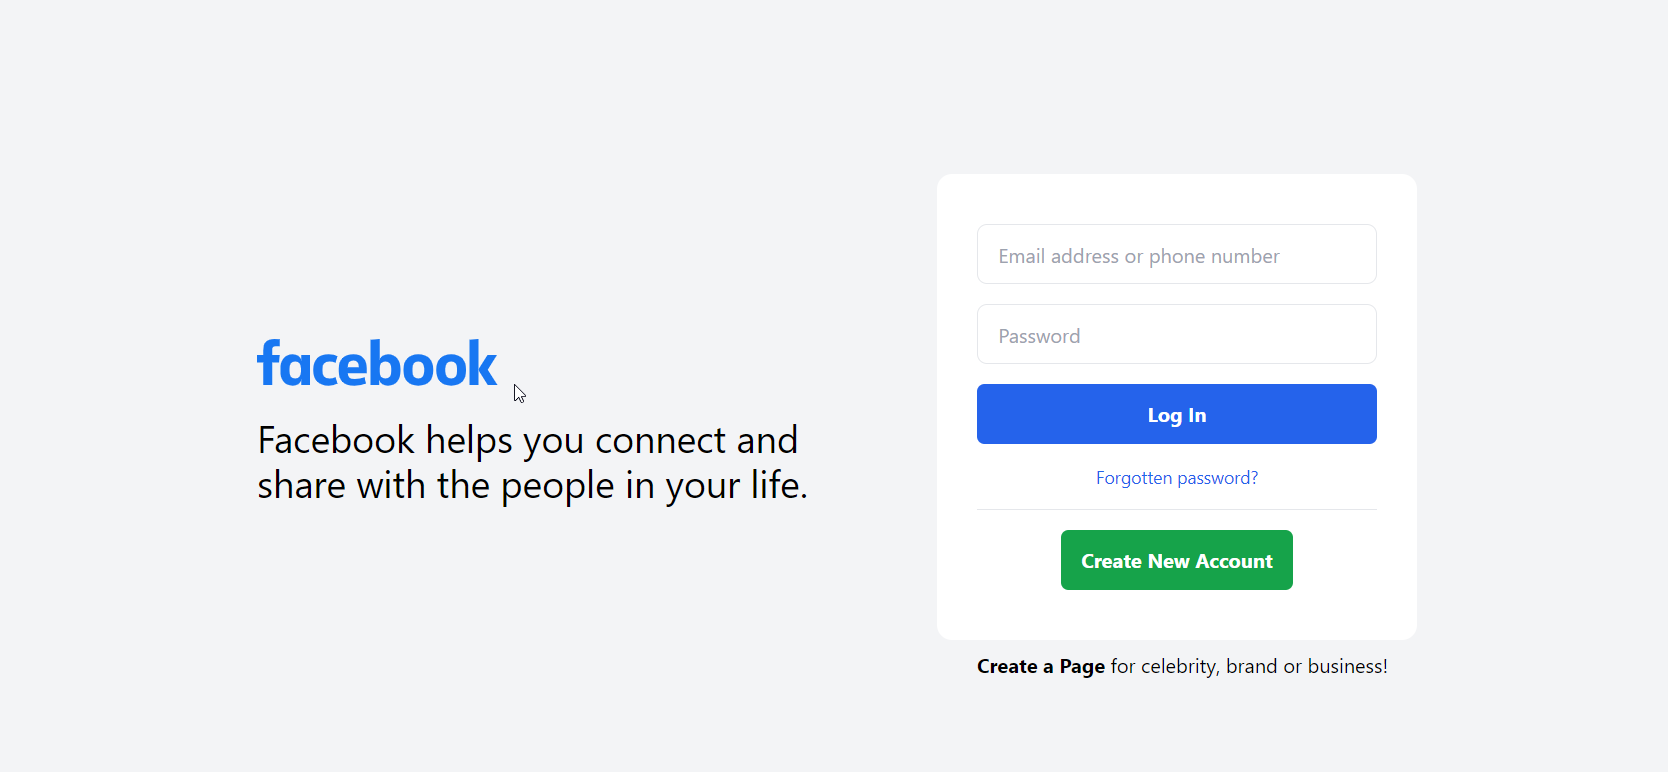 facebook
Facebook helps you connect and
share with the people in your life.
Email address or phone number
Password
Log In
Forgotten password?
Create New Account
Create a Page for celebrity, brand or business!